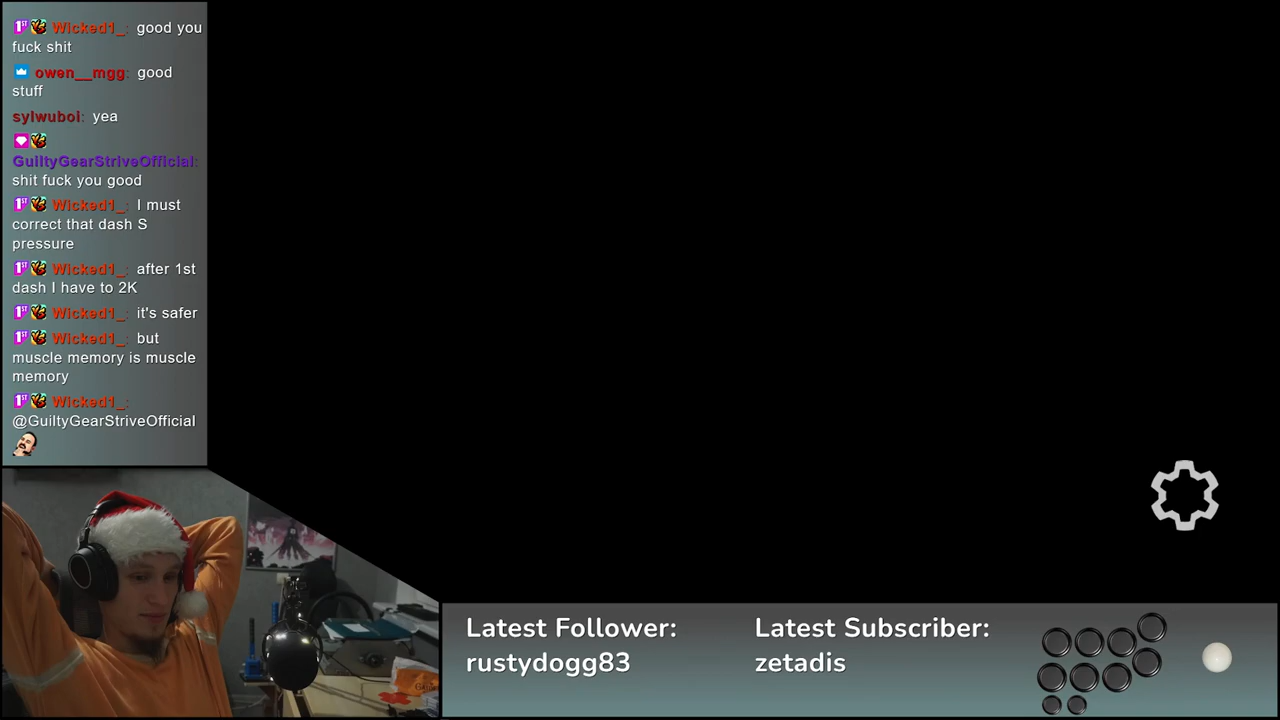 Wicked1_: good you
fuck shit
owen__mgg: good
stuff
sylwuboi: yea
GuiltyGearStriveOfficial:
shit fuck you good
Wicked1_: I must
correct that dash S
pressure
Wicked1_: after 1st
dash I have to 2K
Wicked1_: it's safer
Wicked1_: but
muscle memory is muscle
memory
Wicked1_:
@GuiltyGearStriveOfficial
Latest Follower:
rustydogg83
Latest Subscriber:
zetadis